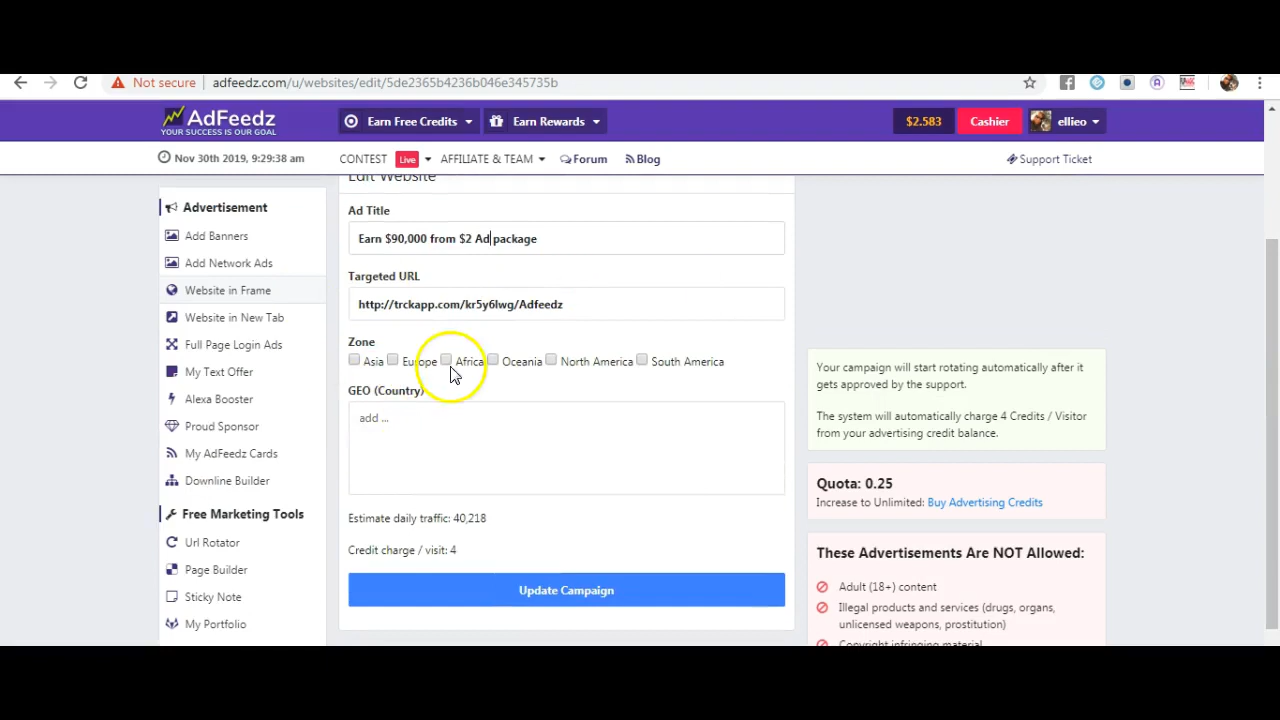 Not secure | adfeedz.com/u/websites/edit/5de2365b4236b046e345735b
AdFeedz
YOUR SUCCESS IS OUR GOAL
Earn Free Credits
Earn Rewards
$2.583
Cashier
ellieo
Nov 30th 2019, 9:29:38 am
CONTEST Live
AFFILIATE & TEAM
Forum
Blog
Support Ticket
Advertisement
Add Banners
Add Network Ads
Website in Frame
Website in New Tab
Full Page Login Ads
My Text Offer
Alexa Booster
Proud Sponsor
My AdFeedz Cards
Downline Builder
Free Marketing Tools
Url Rotator
Page Builder
Sticky Note
My Portfolio
Edit Website
Ad Title
Earn $90,000 from $2 Ad package
Targeted URL
http://trckapp.com/kr5y6lwg/Adfeedz
Zone
Asia Europe Africa Oceania North America South America
GEO (Country)
add ...
Estimate daily traffic: 40,218
Credit charge / visit: 4
Update Campaign
Your campaign will start rotating automatically after it
gets approved by the support.
The system will automatically charge 4 Credits / Visitor
from your advertising credit balance.
Quota: 0.25
Increase to Unlimited: Buy Advertising Credits
These Advertisements Are NOT Allowed:
Adult (18+) content
Illegal products and services (drugs, organs,
unlicensed weapons, prostitution)
Copyright infringing material